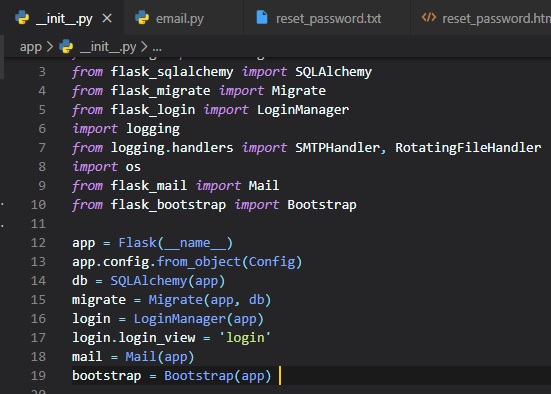 __init__.py
email.py
reset_password.txt
reset_password.htm
app > __init__.py > ...
3 from flask_sqlalchemy import SQLAlchemy
4 from flask_migrate import Migrate
5 from flask_login import LoginManager
6 import logging
7 from logging.handlers import SMTPHandler, RotatingFileHandler
8 import os
9 from flask_mail import Mail
10 from flask_bootstrap import Bootstrap
11
12 app = Flask(__name__)
13 app.config.from_object(Config)
14 db = SQLAlchemy(app)
15 migrate = Migrate(app, db)
16 login = LoginManager(app)
17 login.login_view = 'login'
18 mail = Mail(app)
19 bootstrap = Bootstrap(app)